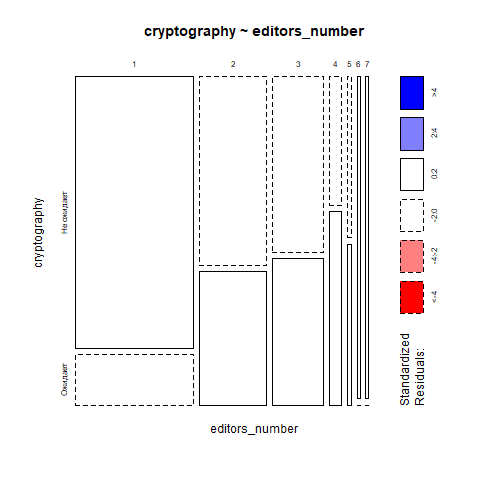 cryptography ~ editors_number
1 2 3 4 5 6 7
Не ожидает
Ожидает
cryptography
editors_number
Standardized
Residuals:
<-4
-4:-2
-2:0
0:2
2:4
>4